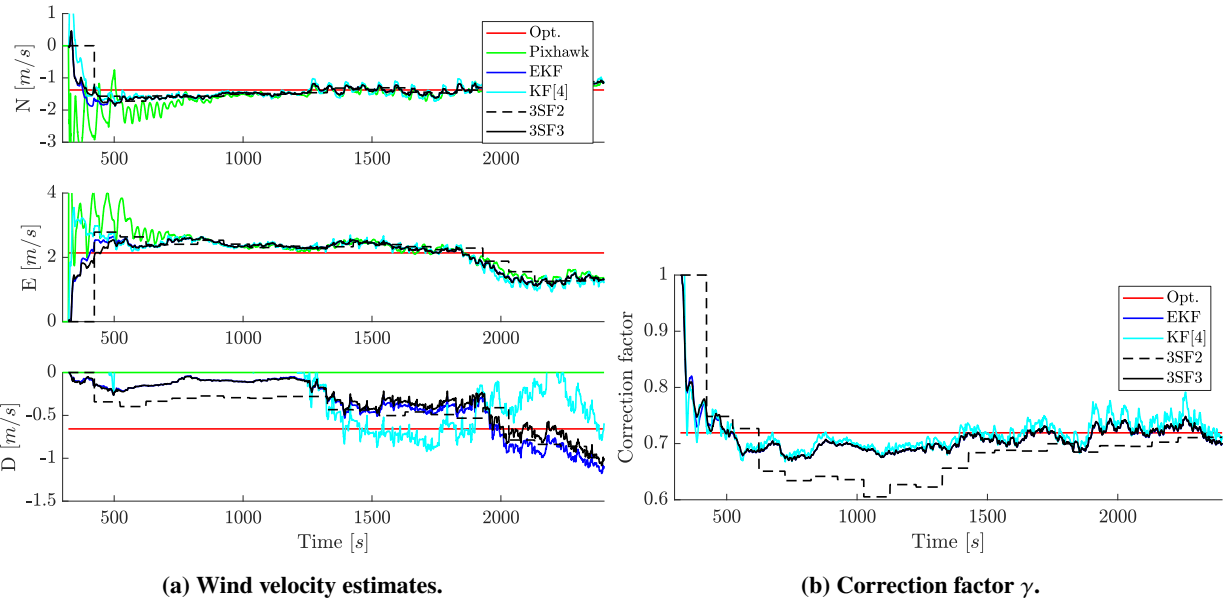 1
0
-1
-2
-3
N [m/s]
Opt.
Pixhawk
EKF
KF[4]
3SF2
3SF3
500
1000
1500
2000
4
2
0
E [m/s]
500
1000
1500
2000
0
-0.5
-1
-1.5
D [m/s]
500
1000
1500
2000
Time [s]
(a) Wind velocity estimates.
1
0.9
0.8
0.7
0.6
Correction factor
Opt.
EKF
KF[4]
3SF2
3SF3
500
1000
1500
2000
Time [s]
(b) Correction factor γ.